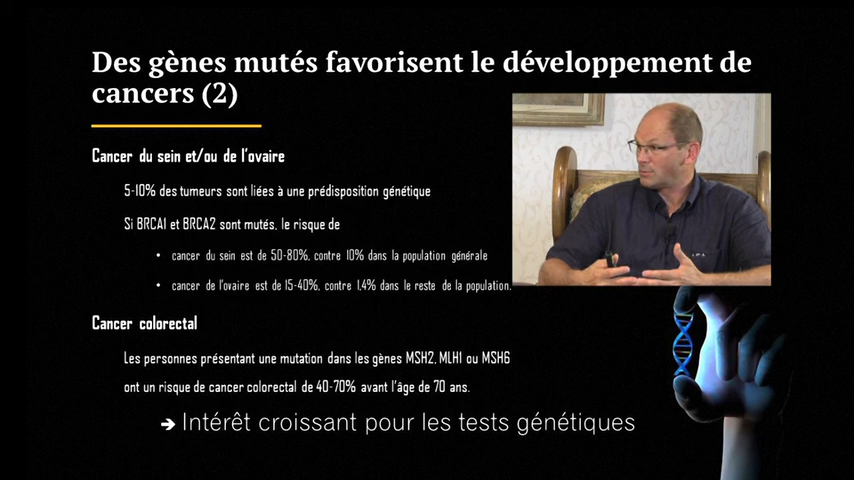 Des gènes mutés favorisent le développement de
cancers (2)
Cancer du sein et/ou de l'ovaire
5-10% des tumeurs sont liées à une prédisposition génétique
Si BRCA1 et BRCA2 sont mutés, le risque de
• cancer du sein est de 50-80%, contre 10% dans la population générale
• cancer de l'ovaire est de 15-40%, contre 1,4% dans le reste de la population.
Cancer colorectal
Les personnes présentant une mutation dans les gènes MSH2, MLH1 ou MSH6
ont un risque de cancer colorectal de 40-70% avant l'âge de 70 ans.
➔ Intérêt croissant pour les tests génétiques